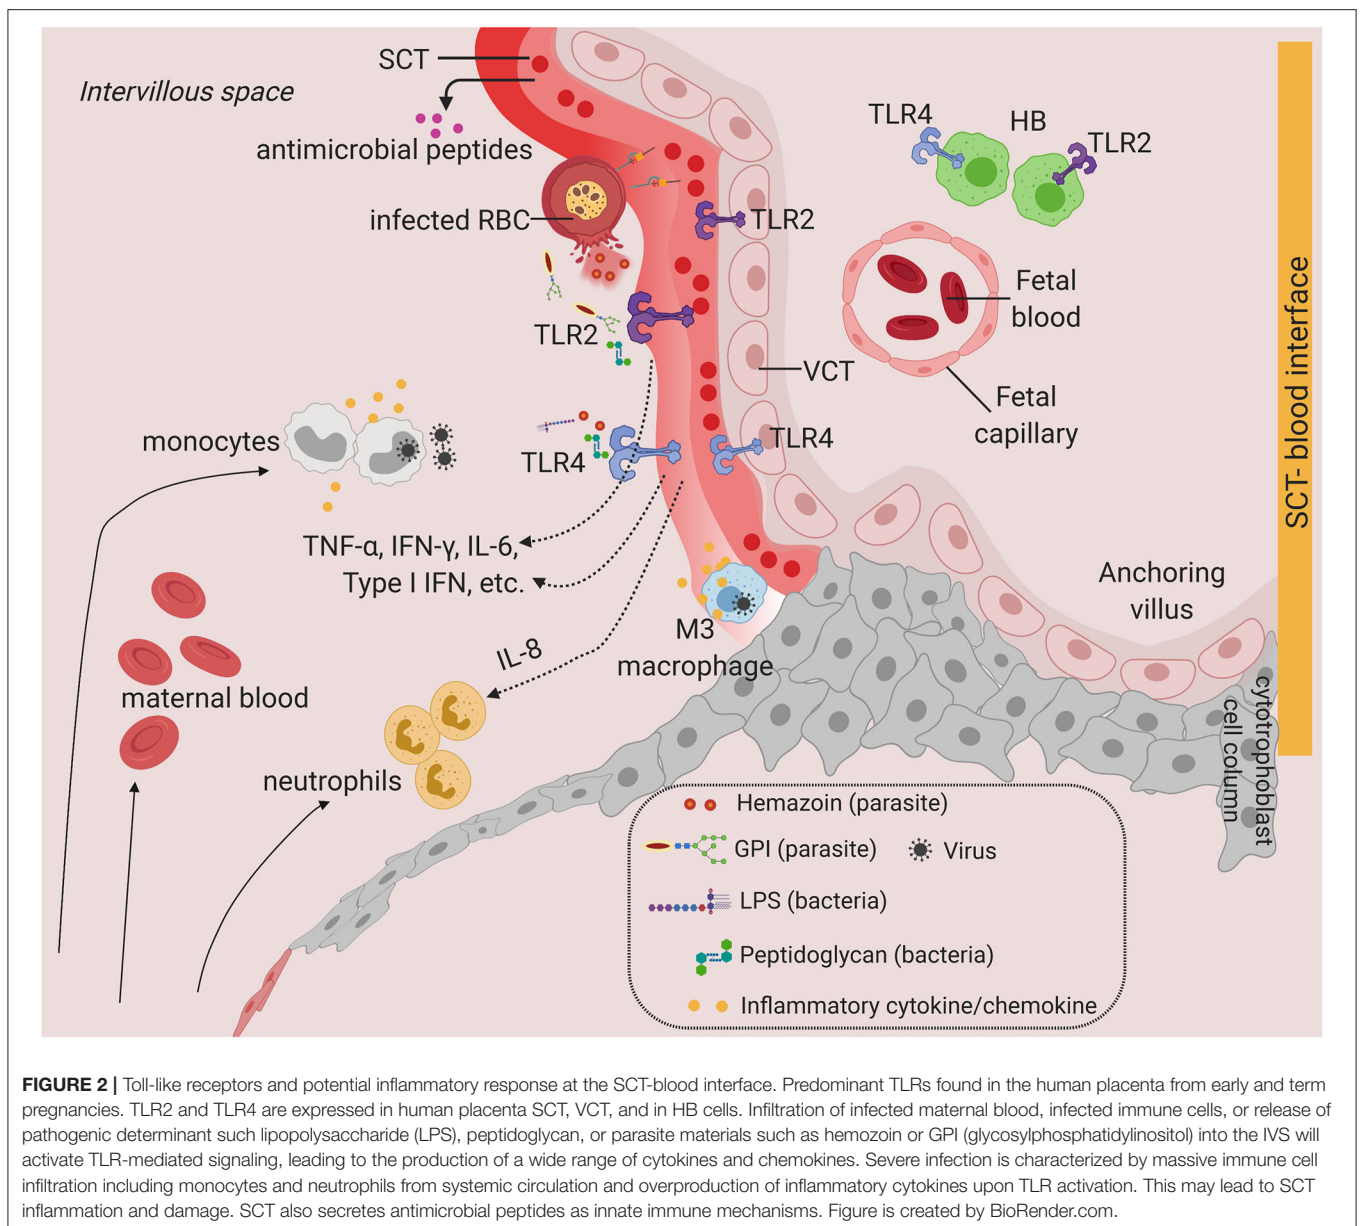 SCT
Intervillous space
antimicrobial peptides
infected RBC
TLR2
TLR4
monocytes
TNF-α, IFN-γ, IL-6,
Type I IFN, etc.
IL-8
maternal blood
neutrophils
M3
macrophage
TLR2
TLR4
VCT
TLR4
HB
TLR2
Fetal
blood
Fetal
capillary
SCT- blood interface
Anchoring
villus
cytotrophoblast
cell column
Hemazoin (parasite)
GPI (parasite)
Virus
LPS (bacteria)
Peptidoglycan (bacteria)
Inflammatory cytokine/chemokine
FIGURE 2 | Toll-like receptors and potential inflammatory response at the SCT-blood interface. Predominant TLRs found in the human placenta from early and term
pregnancies. TLR2 and TLR4 are expressed in human placenta SCT, VCT, and in HB cells. Infiltration of infected maternal blood, infected immune cells, or release of
pathogenic determinant such lipopolysaccharide (LPS), peptidoglycan, or parasite materials such as hemozoin or GPI (glycosylphosphatidylinositol) into the IVS will
activate TLR-mediated signaling, leading to the production of a wide range of cytokines and chemokines. Severe infection is characterized by massive immune cell
infiltration including monocytes and neutrophils from systemic circulation and overproduction of inflammatory cytokines upon TLR activation. This may lead to SCT
inflammation and damage. SCT also secretes antimicrobial peptides as innate immune mechanisms. Figure is created by BioRender.com.